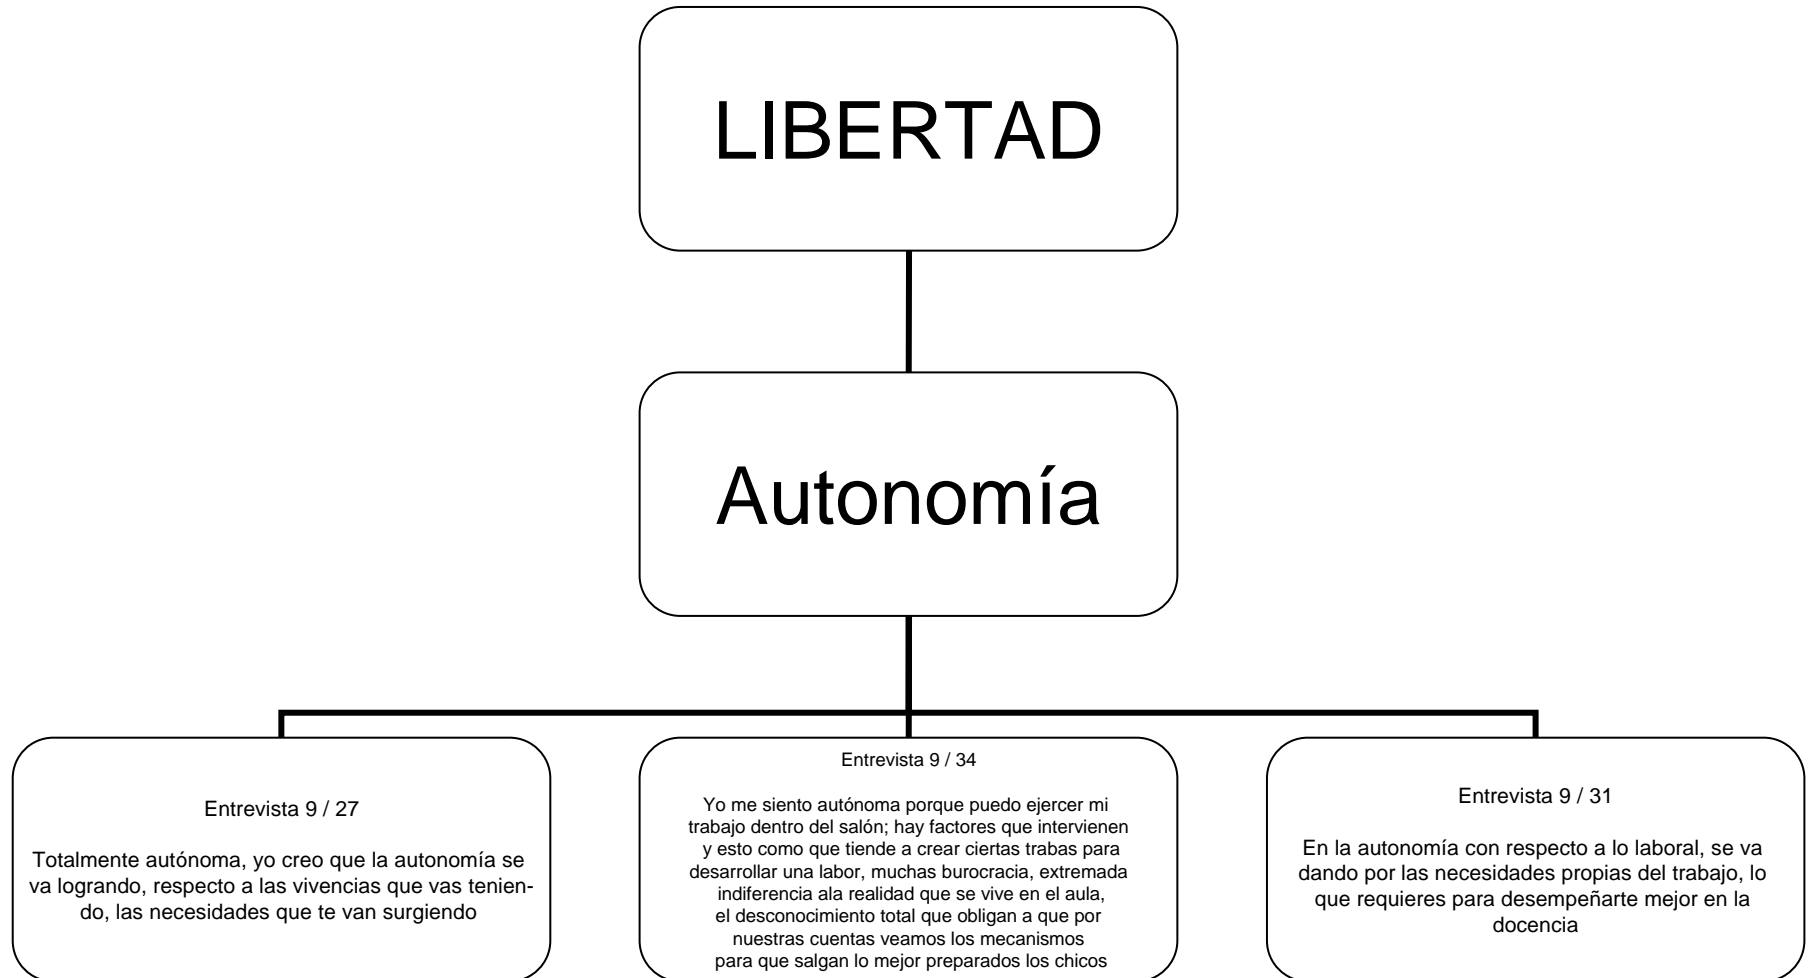 LIBERTAD
Autonomía
Entrevista 9 / 27
Totalmente autónoma, yo creo que la autonomía se
va logrando, respecto a las vivencias que vas tenien-
do, las necesidades que te van surgiendo
Entrevista 9 / 34
Yo me siento autónoma porque puedo ejercer mi
trabajo dentro del salón; hay factores que intervienen
y esto como que tiende a crear ciertas trabas para
desarrollar una labor, muchas burocracia, extremada
indiferencia ala realidad que se vive en el aula,
el desconocimiento total que obligan a que por
nuestras cuentas veamos los mecanismos
para que salgan lo mejor preparados los chicos
Entrevista 9 / 31
En la autonomía con respecto a lo laboral, se va
dando por las necesidades propias del trabajo, lo
que requieres para desempeñarte mejor en la
docencia